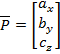 P̅ = [a_x
b_y
c_z]